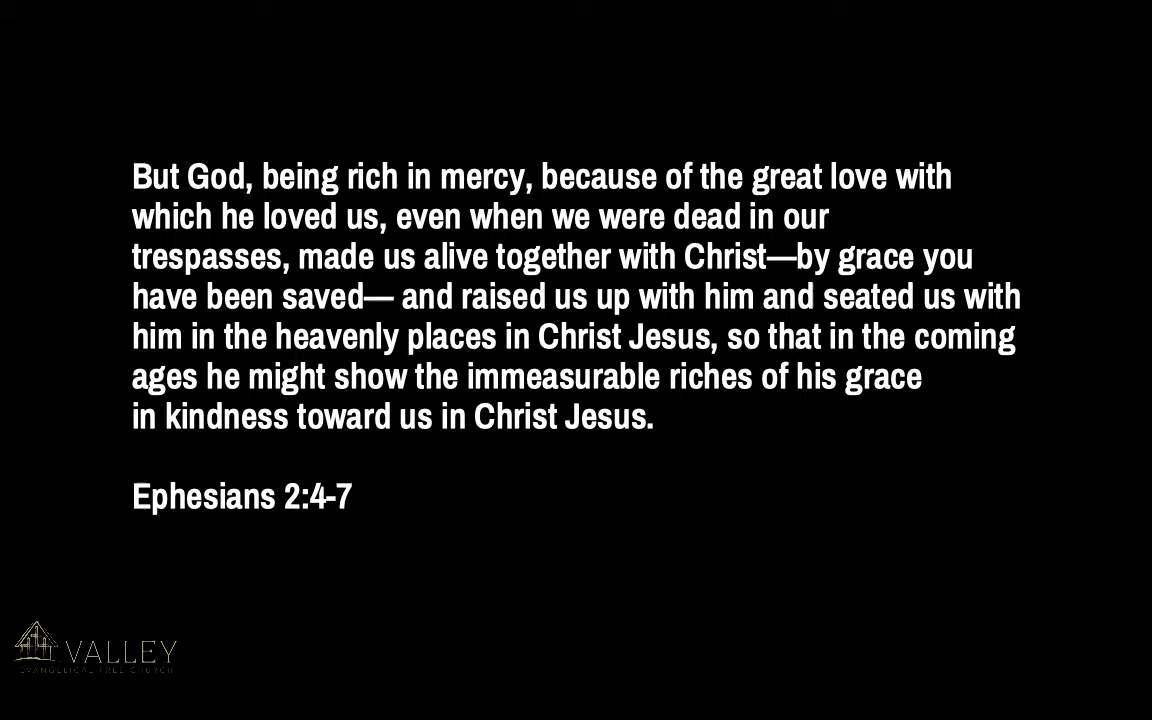 But God, being rich in mercy, because of the great love with
which he loved us, even when we were dead in our
trespasses, made us alive together with Christ—by grace you
have been saved— and raised us up with him and seated us with
him in the heavenly places in Christ Jesus, so that in the coming
ages he might show the immeasurable riches of his grace
in kindness toward us in Christ Jesus.
Ephesians 2:4-7
VALLEY
EVANGELICAL FREE CHURCH